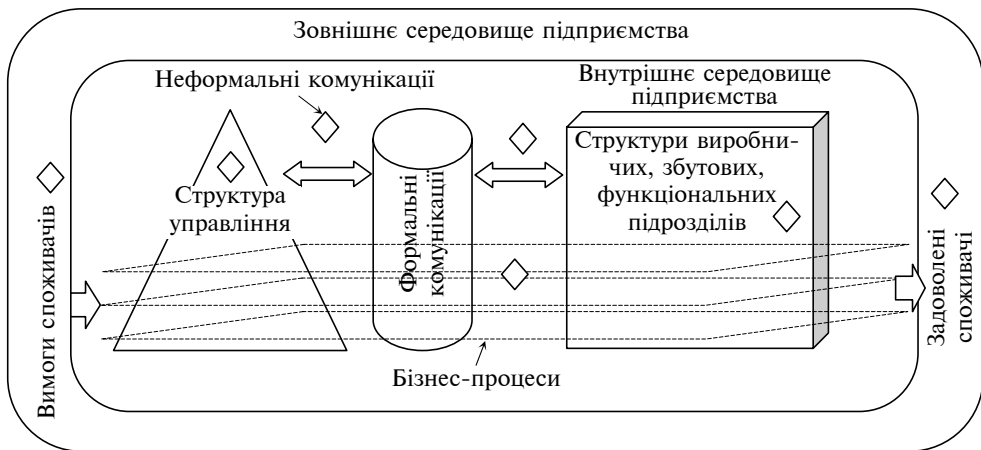 Зовнішнє середовище підприємства
Неформальні комунікації
Внутрішнє середовище
підприємства
Структура
управління
Формальні
комунікації
Структури виробни-
чих, збутових,
функціональних
підрозділів
Вимоги споживачів
Задоволені
споживачі
Бізнес-процеси